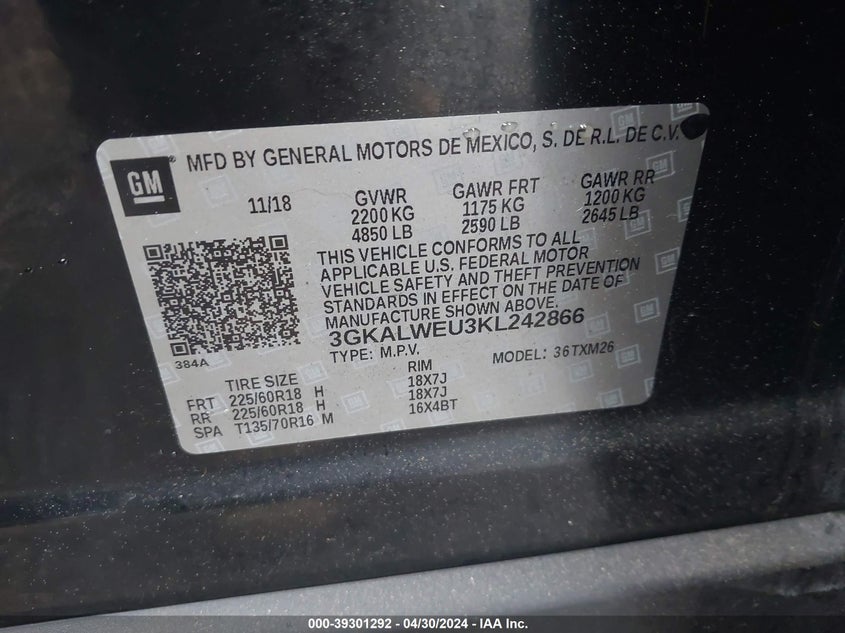 GM
MFD BY GENERAL MOTORS DE MEXICO, S. DE R.L. DE C.V.
11/18 GVWR GAWR FRT GAWR RR
2200 KG 1175 KG 1200 KG
4850 LB 2590 LB 2645 LB
THIS VEHICLE CONFORMS TO ALL
APPLICABLE U.S. FEDERAL MOTOR
VEHICLE SAFETY AND THEFT PREVENTION
STANDARDS IN EFFECT ON THE DATE OF
MANUFACTURE SHOWN ABOVE.
3GKALWEU3KL242866
384A
TYPE: M.P.V. MODEL: 36TXM26
TIRE SIZE RIM
FRT 225/60R18 H 18X7J
RR 225/60R18 H 18X7J
SPA T135/70R16 M 16X4BT
000-39301292 - 04/30/2024 - IAA Inc.